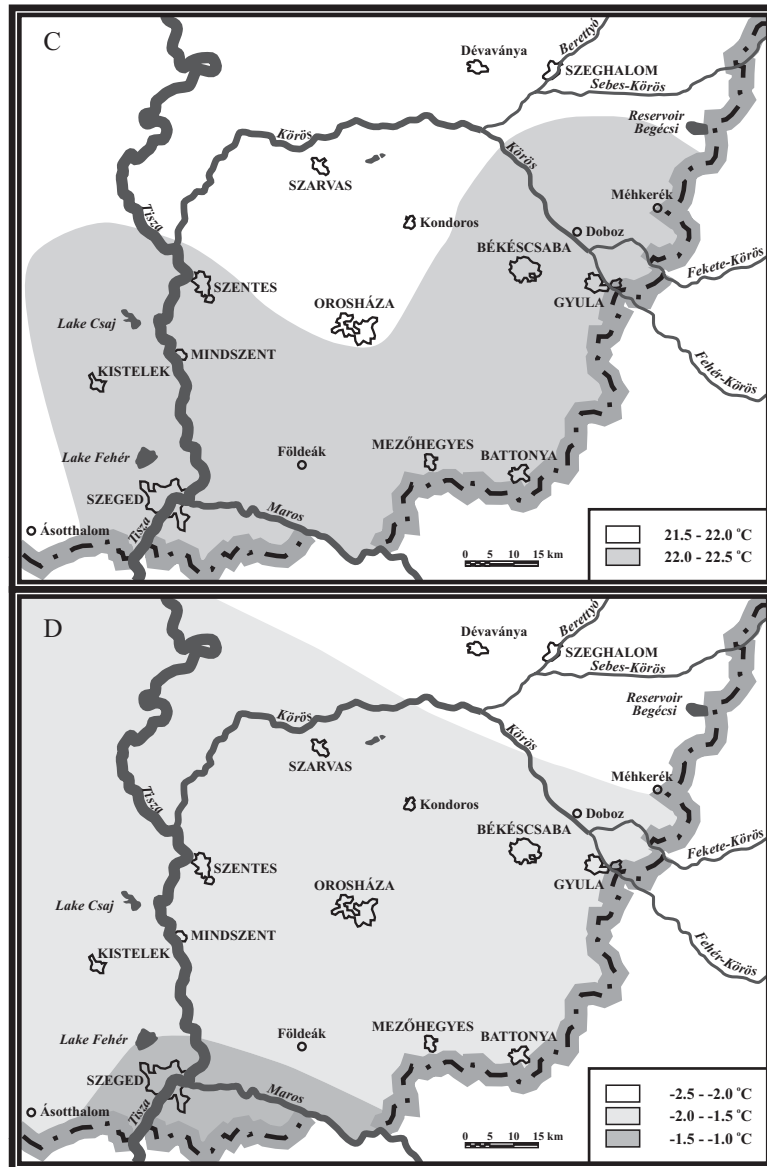 C
Dévaványa
Berettyó
SZEGHALOM
Sebes-Körös
Reservoir
Begécsi
Körös
Körös
SZARVAS
Méhkerék
Tisza
Kondoros
Doboz
BÉKÉSCSABA
Fekete-Körös
SZENTES
GYULA
OROSHÁZA
Lake Csaj
MINDSZENT
KISTELEK
Fehér-Körös
Lake Fehér
Földeák
MEZŐHEGYES
BATTONYA
SZEGED
Maros
Ásotthalom
Tisza
0 5 10 15 km
21.5 - 22.0 °C
22.0 - 22.5 °C
D
Dévaványa
Berettyó
SZEGHALOM
Sebes-Körös
Reservoir
Begécsi
Körös
Körös
SZARVAS
Méhkerék
Tisza
Kondoros
Doboz
BÉKÉSCSABA
Fekete-Körös
SZENTES
GYULA
OROSHÁZA
Lake Csaj
MINDSZENT
KISTELEK
Fehér-Körös
Lake Fehér
Földeák
MEZŐHEGYES
BATTONYA
SZEGED
Maros
Ásotthalom
Tisza
0 5 10 15 km
-2.5 - -2.0 °C
-2.0 - -1.5 °C
-1.5 - -1.0 °C